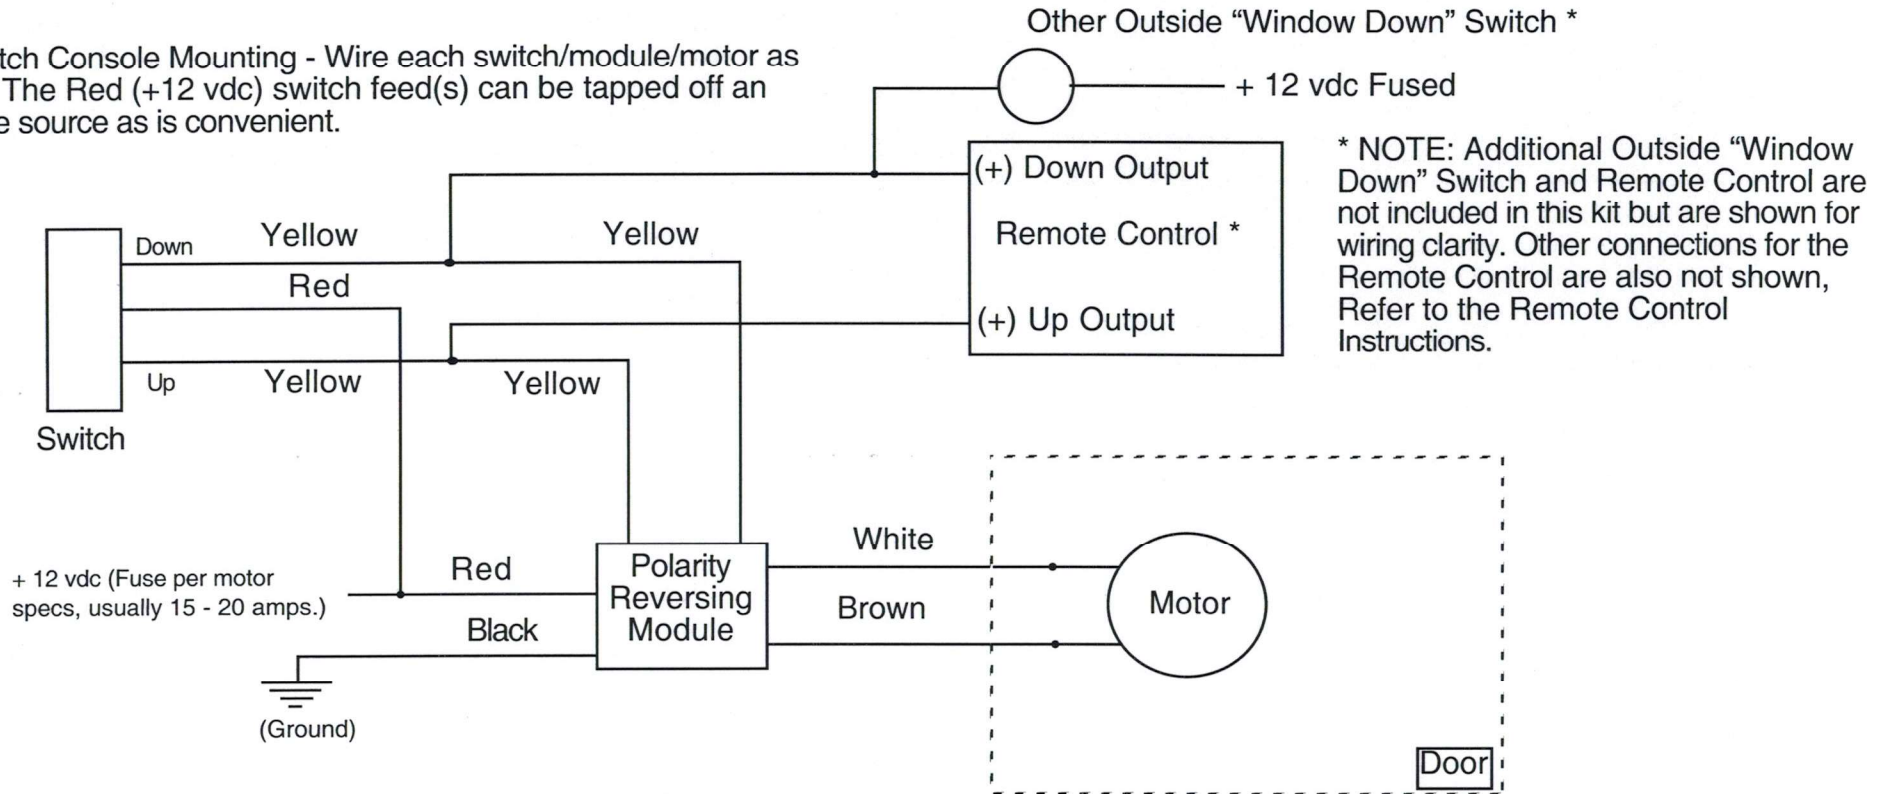 Other Outside “Window Down” Switch *
tch Console Mounting - Wire each switch/module/motor as
The Red (+12 vdc) switch feed(s) can be tapped off an
e source as is convenient.
+ 12 vdc Fused
(+) Down Output
Remote Control *
(+) Up Output
* NOTE: Additional Outside “Window
Down” Switch and Remote Control are
not included in this kit but are shown for
wiring clarity. Other connections for the
Remote Control are also not shown,
Refer to the Remote Control
Instructions.
Down
Yellow
Yellow
Red
Up
Yellow
Yellow
Switch
+ 12 vdc (Fuse per motor
specs, usually 15 - 20 amps.)
Red
Black
(Ground)
Polarity
Reversing
Module
White
Brown
Motor
Door